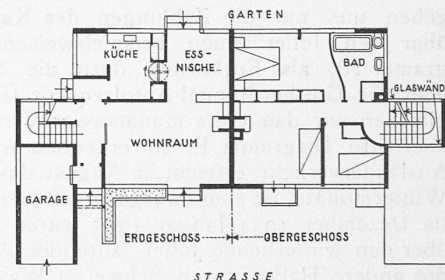 GARTEN
KÜCHE
ESS-
NISCHE
BAD
GLASWÄND
WOHNRAUM
GARAGE
ERDGESCHOSS
OBERGESCHOSS
STRASSE